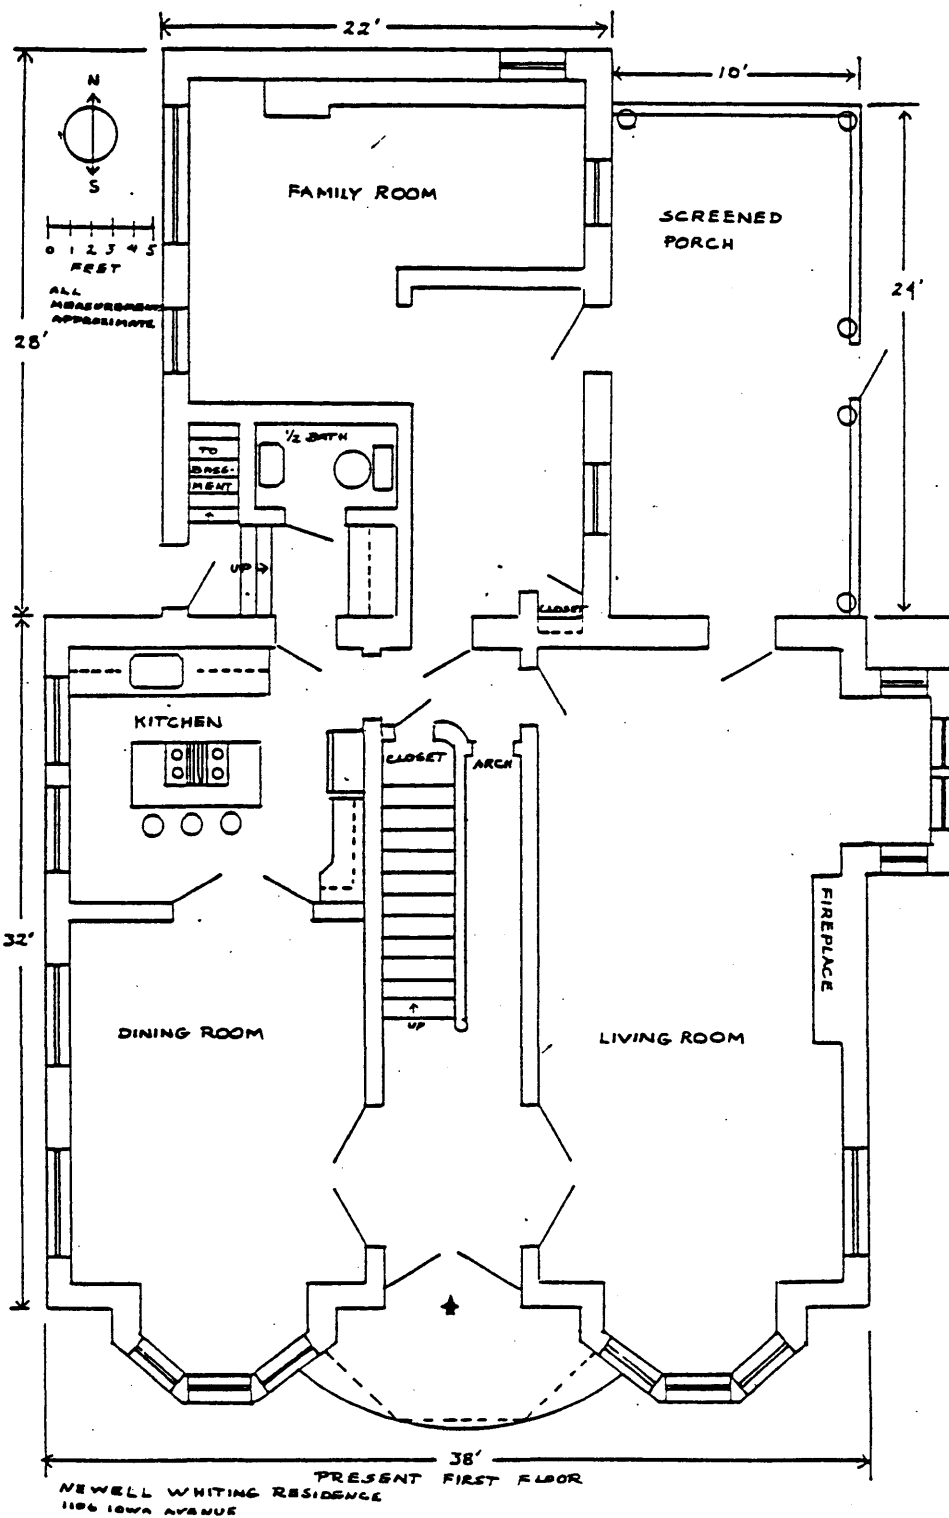 22'
10'
N
S
0 1 2 3 4 5
FEET
ALL
MEASUREMENTS
APPROXIMATE
FAMILY ROOM
SCREENED
PORCH
24'
28'
1/2 BATH
TO
BASE-
MENT
UP
CLOSET
KITCHEN
CLOSET
ARCH
FIREPLACE
32'
UP
DINING ROOM
LIVING ROOM
38'
PRESENT FIRST FLOOR
NEWELL WHITING RESIDENCE
1106 IOWA AVENUE